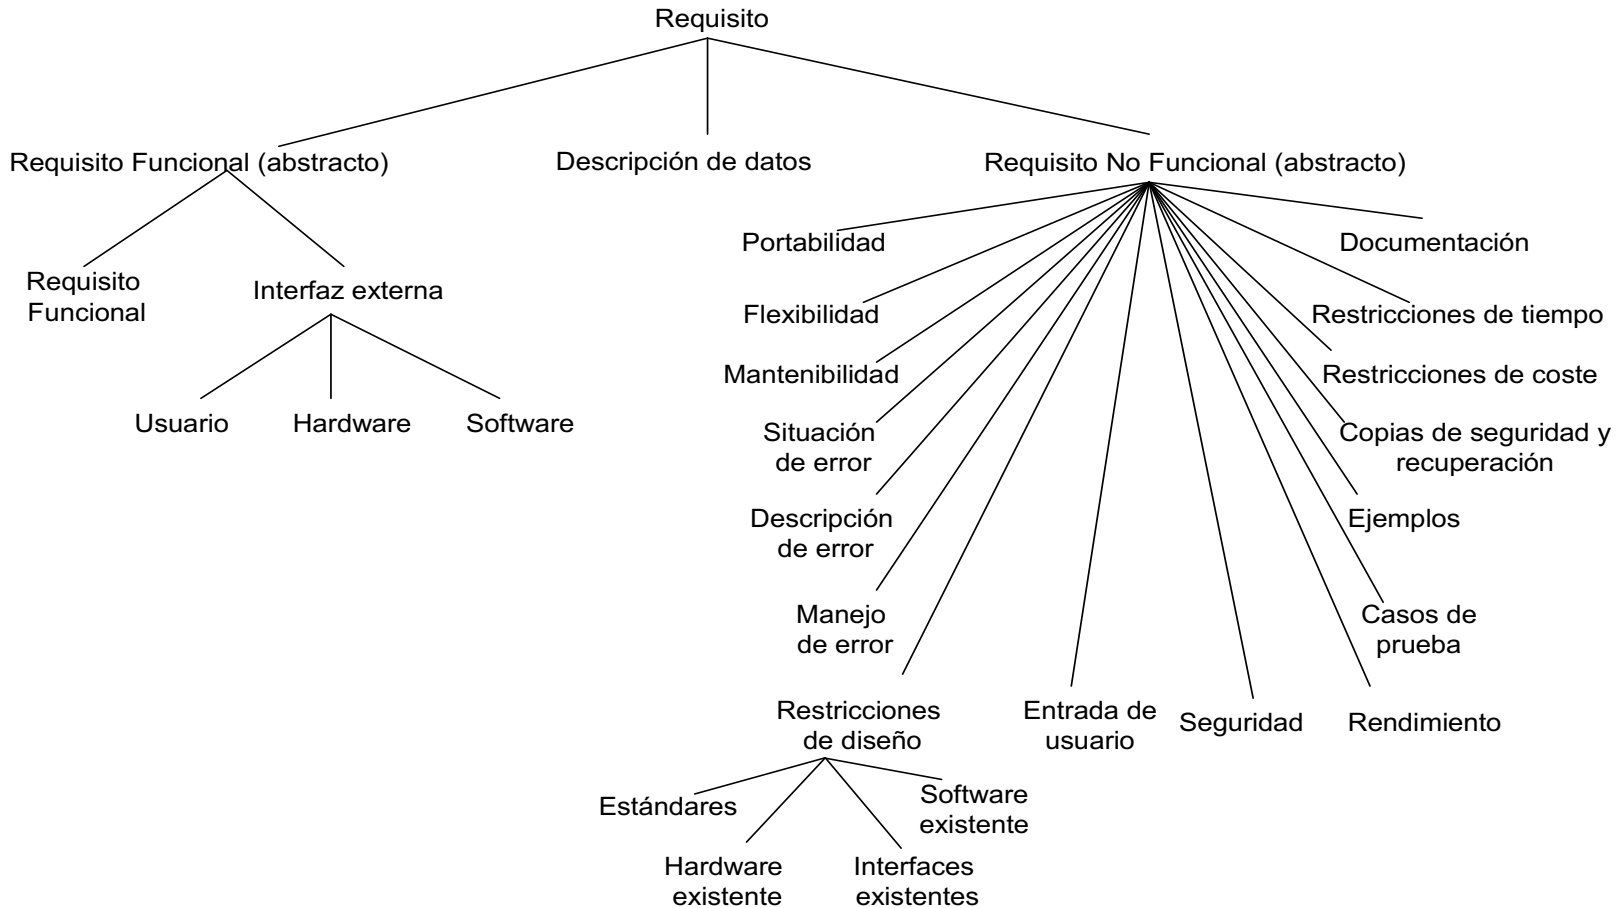 Requisito
Requisito Funcional (abstracto)
Descripción de datos
Requisito No Funcional (abstracto)
Requisito
Funcional
Interfaz externa
Usuario
Hardware
Software
Portabilidad
Flexibilidad
Mantenibilidad
Situación
de error
Descripción
de error
Manejo
de error
Restricciones
de diseño
Estándares
Hardware
existente
Interfaces
existentes
Software
existente
Entrada de
usuario
Seguridad
Rendimiento
Casos de
prueba
Ejemplos
Copias de seguridad y
recuperación
Restricciones de coste
Restricciones de tiempo
Documentación